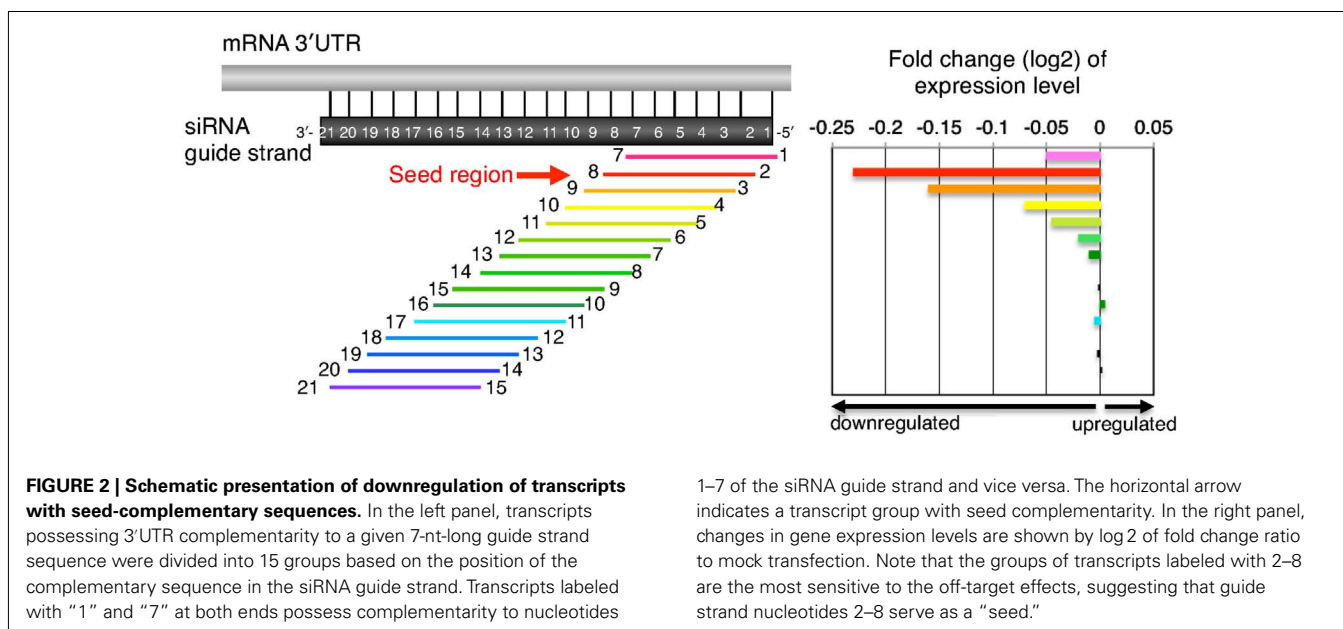 mRNA 3'UTR
siRNA
guide strand
3'- 21 20 19 18 17 16 15 14 13 12 11 10 9 8 7 6 5 4 3 2 1 -5'
7 1
Seed region 8 2
9 3
10 4
11 5
12 6
13 7
14 8
15 9
16 10
17 11
18 12
19 13
20 14
21 15
Fold change (log2) of
expression level
-0.25 -0.2 -0.15 -0.1 -0.05 0 0.05
downregulated upregulated
FIGURE 2 | Schematic presentation of downregulation of transcripts
with seed-complementary sequences. In the left panel, transcripts
possessing 3'UTR complementarity to a given 7-nt-long guide strand
sequence were divided into 15 groups based on the position of the
complementary sequence in the siRNA guide strand. Transcripts labeled
with “1” and “7” at both ends possess complementarity to nucleotides
1–7 of the siRNA guide strand and vice versa. The horizontal arrow
indicates a transcript group with seed complementarity. In the right panel,
changes in gene expression levels are shown by log 2 of fold change ratio
to mock transfection. Note that the groups of transcripts labeled with 2–8
are the most sensitive to the off-target effects, suggesting that guide
strand nucleotides 2–8 serve as a “seed.”